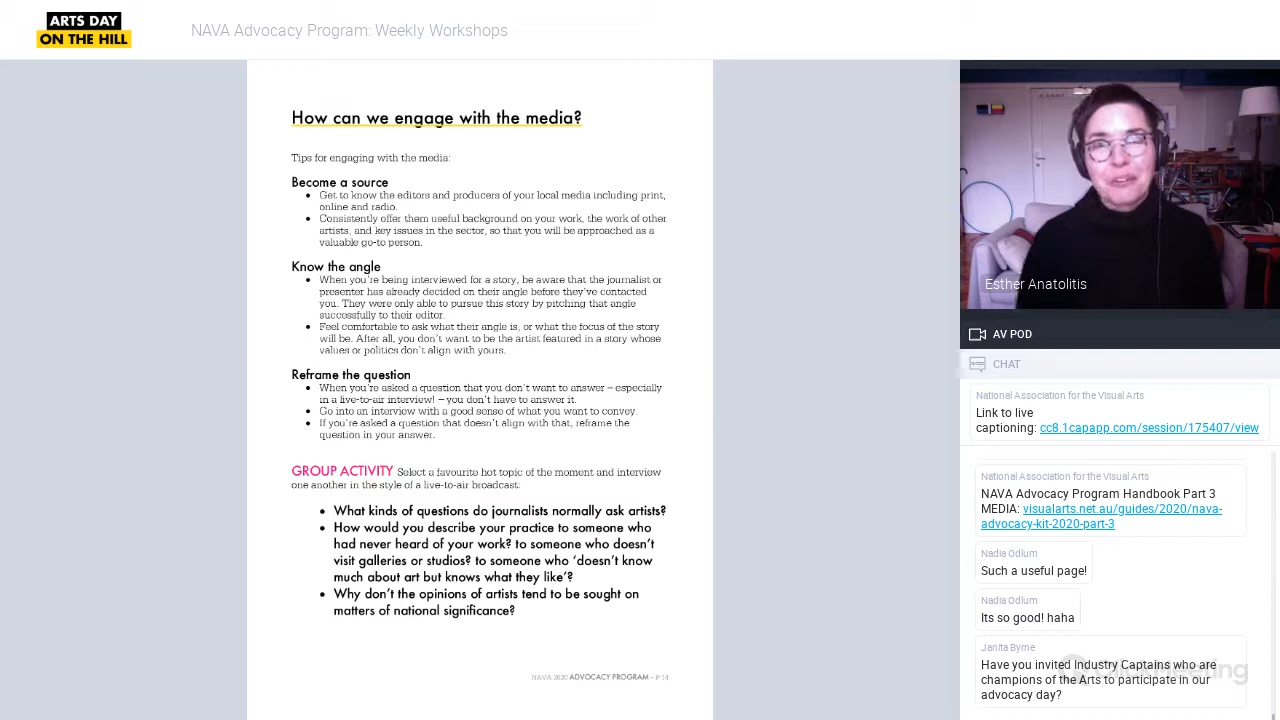 ARTS DAY
ON THE HILL
NAVA Advocacy Program: Weekly Workshops
How can we engage with the media?
Tips for engaging with the media:
Become a source
• Get to know the editors and producers of your local media including print,
online and radio.
• Consistently offer them useful background on your work, the work of other
artists, and key issues in the sector, so that you will be approached as a
valuable go-to person.
Know the angle
• When you're being interviewed for a story, be aware that the journalist or
presenter has already decided on their angle before they've contacted
you. They were only able to pursue this story by pitching that angle
successfully to their editor.
• Feel comfortable to ask what their angle is, or what the focus of the story
will be. After all, you don't want to be the artist featured in a story whose
values or politics don't align with yours.
Reframe the question
• When you're asked a question that you don't want to answer – especially
in a live-to-air interview! – you don't have to answer it.
• Go into an interview with a good sense of what you want to convey.
• If you're asked a question that doesn't align with that, reframe the
question in your answer.
GROUP ACTIVITY Select a favourite hot topic of the moment and interview
one another in the style of a live-to-air broadcast:
• What kinds of questions do journalists normally ask artists?
• How would you describe your practice to someone who
had never heard of your work? to someone who doesn't
visit galleries or studios? to someone who 'doesn't know
much about art but knows what they like'?
• Why don't the opinions of artists tend to be sought on
matters of national significance?
NAVA 2020 ADVOCACY PROGRAM – P.14
Esther Anatolitis
AV POD
CHAT
National Association for the Visual Arts
Link to live
captioning: cc8.1capapp.com/session/175407/view
National Association for the Visual Arts
NAVA Advocacy Program Handbook Part 3
MEDIA: visualarts.net.au/guides/2020/nava-
advocacy-kit-2020-part-3
Nadia Odlum
Such a useful page!
Nadia Odlum
Its so good! haha
Janita Byrne
Have you invited Industry Captains who are
champions of the Arts to participate in our
advocacy day?
ClickMeeting